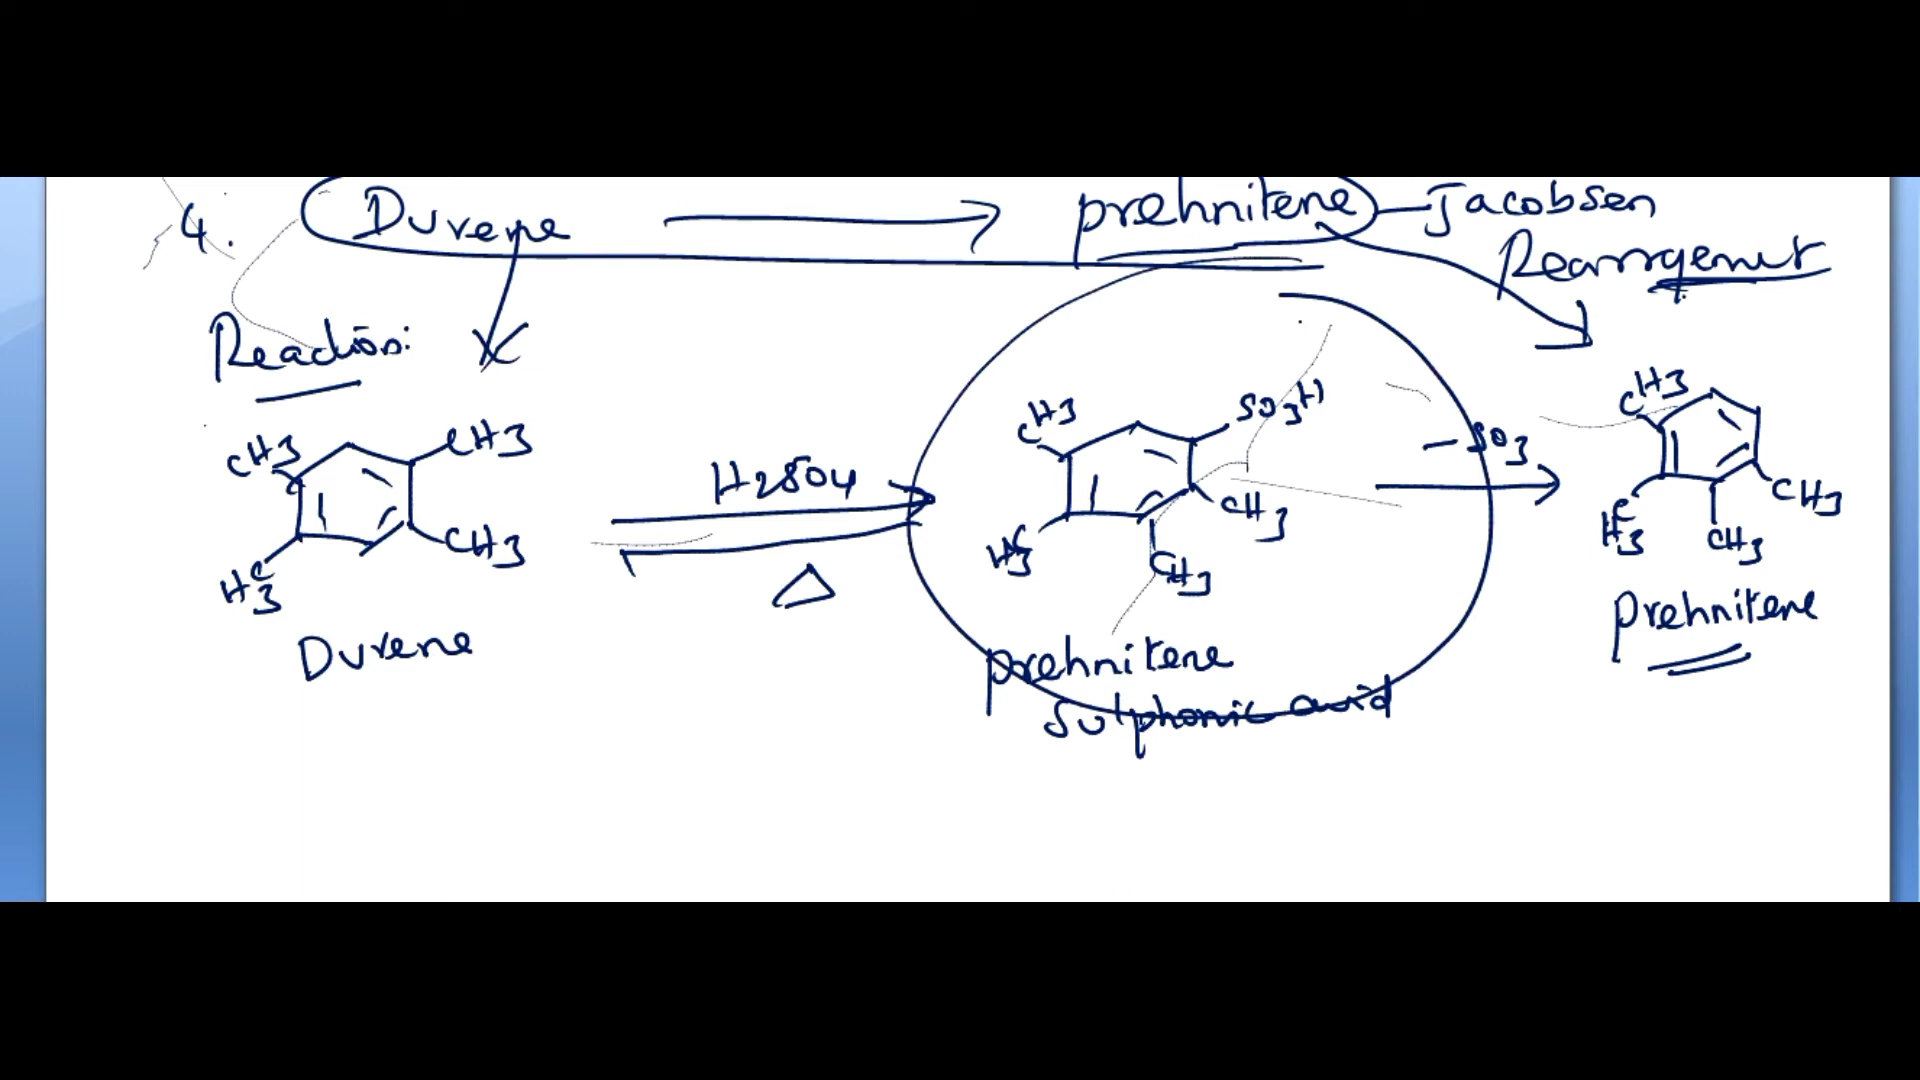 4. Durene → prehnitene - Jacobsen
Rearrgemut
Reaction:
CH3 CH3
H3C CH3
Durene
H2SO4
△
CH3 SO3H
H3C CH3
CH3
prehnitene
sulphonic acid
- SO3
CH3
H3C CH3 CH3
prehnitene